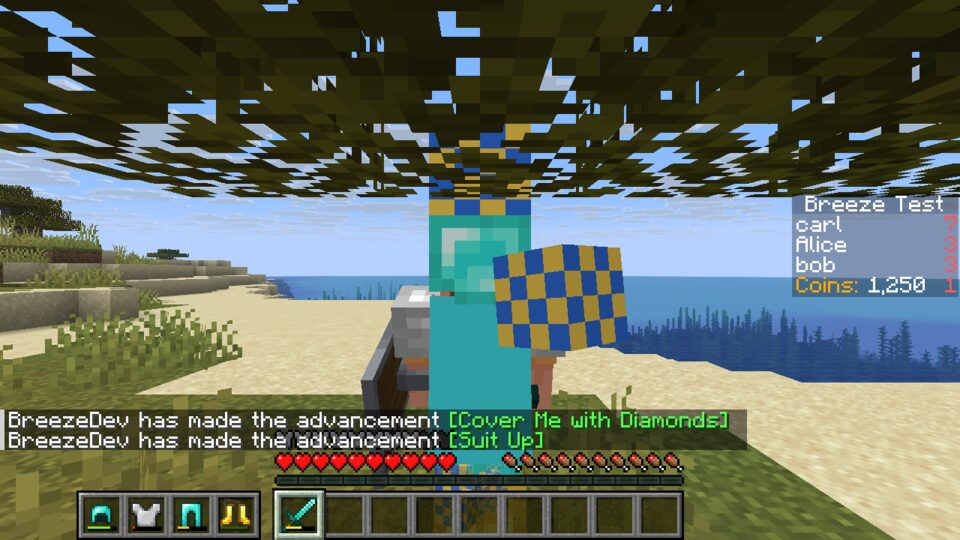 Breeze Test
carl 7
Alice 3
bob 3
Coins: 1,250 1
BreezeDev has made the advancement [Cover Me with Diamonds]
BreezeDev has made the advancement [Suit Up]